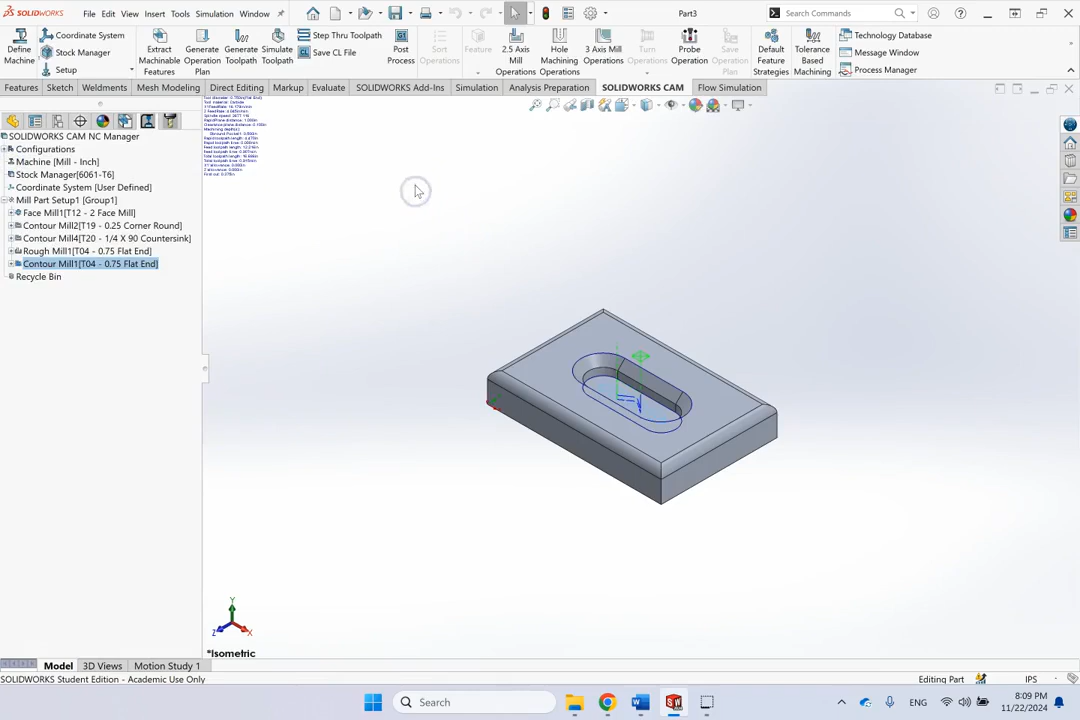 SOLIDWORKS File Edit View Insert Tools Simulation Window Part3 Search Commands
Define Machine
Coordinate System
Stock Manager
Setup
Extract Machining Features
Generate Operation Plan
Generate Toolpath
Simulate Toolpath
Step Thru Toolpath
Save CL File
Post Process
Sort Operations
Feature
2.5 Axis Mill Operations
Hole Machining Operations
3 Axis Mill Operations
Turn Operations
Probe Operations
Save Operation Plan
Default Feature Strategies
Tolerance Based Machining
Technology Database
Message Window
Process Manager
Features Sketch Weldments Mesh Modeling Direct Editing Markup Evaluate SOLIDWORKS Add-Ins Simulation Analysis Preparation SOLIDWORKS CAM Flow Simulation
SOLIDWORKS CAM NC Manager
Configurations
Machine [Mill - Inch]
Stock Manager[6061-T6]
Coordinate System [User Defined]
Mill Part Setup1 [Group1]
Face Mill1[T12 - 2 Face Mill]
Contour Mill2[T19 - 0.25 Corner Round]
Contour Mill4[T20 - 1/4 X 90 Countersink]
Rough Mill1[T04 - 0.75 Flat End]
Contour Mill1[T04 - 0.75 Flat End]
Recycle Bin
Y
Z X
*Isometric
Model 3D Views Motion Study 1
SOLIDWORKS Student Edition - Academic Use Only Editing Part IPS
Search
ENG
8:09 PM
11/22/2024